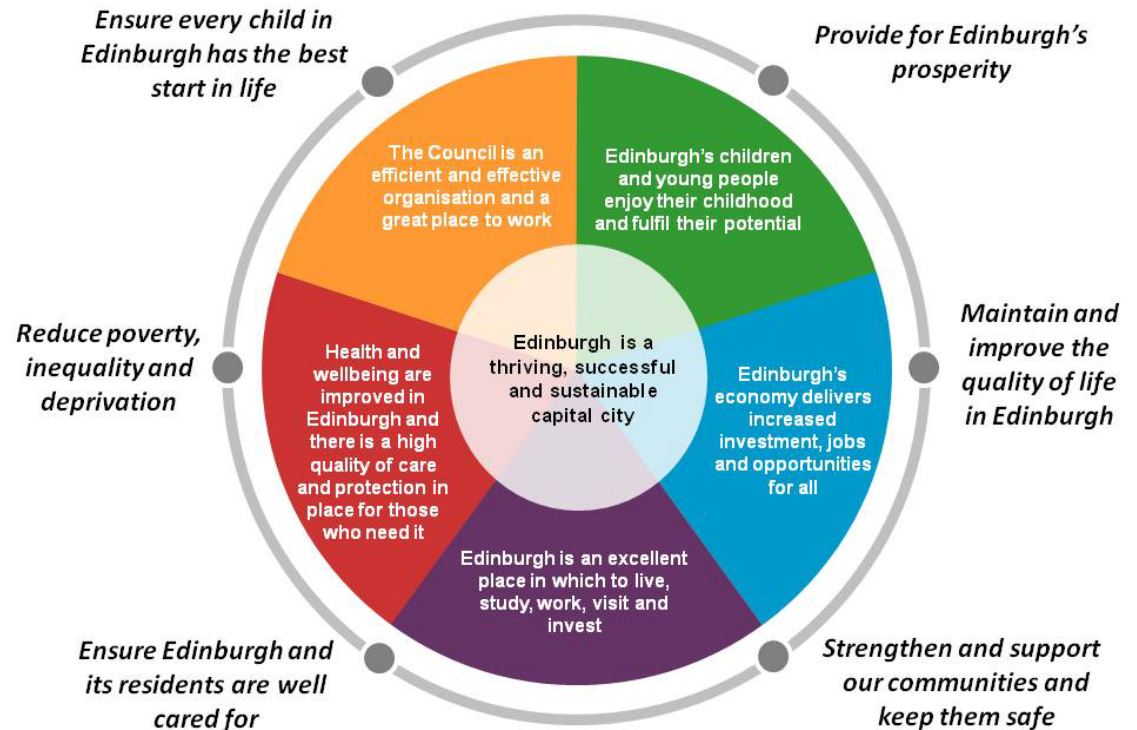 Ensure every child in
Edinburgh has the best
start in life
Provide for Edinburgh's
prosperity
The Council is an
efficient and effective
organisation and a
great place to work
Edinburgh's children
and young people
enjoy their childhood
and fulfil their potential
Reduce poverty,
inequality and
deprivation
Health and
wellbeing are
improved in
Edinburgh and
there is a high
quality of care
and protection in
place for those
who need it
Edinburgh is a
thriving, successful
and sustainable
capital city
Edinburgh's
economy delivers
increased
investment, jobs
and opportunities
for all
Maintain and
improve the
quality of life
in Edinburgh
Edinburgh is an excellent
place in which to live,
study, work, visit and
invest
Ensure Edinburgh and
its residents are well
cared for
Strengthen and support
our communities and
keep them safe